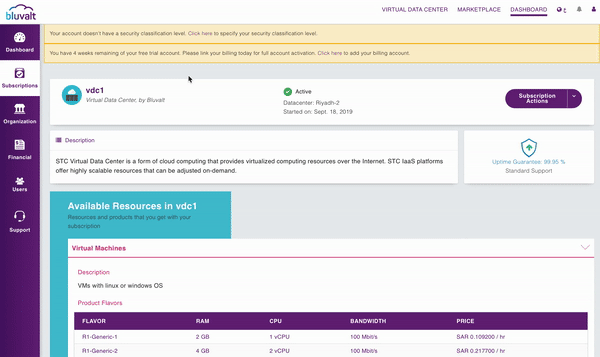 bluvalt
VIRTUAL DATA CENTER MARKETPLACE DASHBOARD
Your account doesn't have a security classification level. Click here to specify your security classification level.
You have 4 weeks remaining of your free trial account. Please link your billing today for full account activation. Click here to add your billing account.
Dashboard
Subscriptions
Organization
Financial
Users
Support
vdc1
Virtual Data Center, by Bluvalt
Active
Datacenter: Riyadh-2
Started on: Sept. 18, 2019
Subscription
Actions
Description
STC Virtual Data Center is a form of cloud computing that provides virtualized computing resources over the Internet. STC IaaS platforms
offer highly scalable resources that can be adjusted on-demand.
Uptime Guarantee: 99.95 %
Standard Support
Available Resources in vdc1
Resources and products that you get with your
subscription
Virtual Machines
Description
VMs with linux or windows OS
Product Flavors
FLAVOR RAM CPU BANDWIDTH PRICE
R1-Generic-1 2 GB 1 vCPU 100 Mbit/s SAR 0.109200 / hr
R1-Generic-2 4 GB 2 vCPU 100 Mbit/s SAR 0.217700 / hr